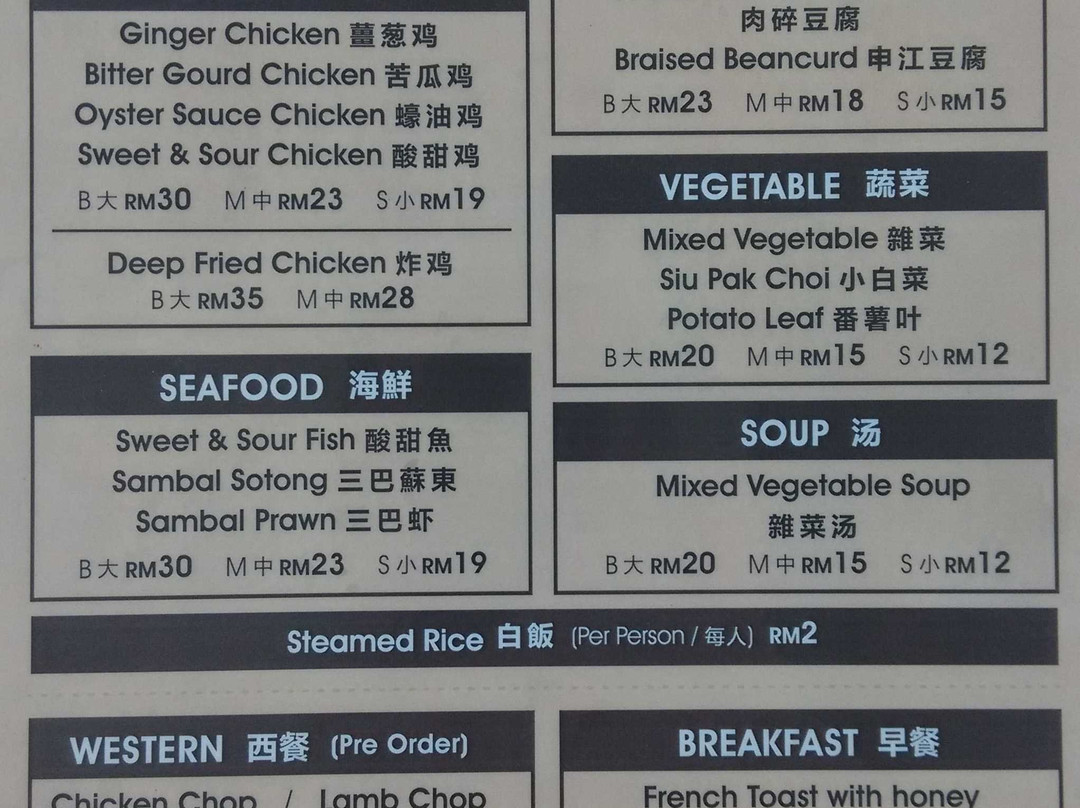 Ginger Chicken 薑葱鸡
Bitter Gourd Chicken 苦瓜鸡
Oyster Sauce Chicken 蠔油鸡
Sweet & Sour Chicken 酸甜鸡
B大 RM30 M中 RM23 S小 RM19
Deep Fried Chicken 炸鸡
B大 RM35 M中 RM28
SEAFOOD 海鮮
Sweet & Sour Fish 酸甜魚
Sambal Sotong 三巴蘇東
Sambal Prawn 三巴虾
B大 RM30 M中 RM23 S小 RM19
肉碎豆腐
Braised Beancurd 申江豆腐
B大 RM23 M中 RM18 S小 RM15
VEGETABLE 蔬菜
Mixed Vegetable 雜菜
Siu Pak Choi 小白菜
Potato Leaf 番薯叶
B大 RM20 M中 RM15 S小 RM12
SOUP 汤
Mixed Vegetable Soup
雜菜汤
B大 RM20 M中 RM15 S小 RM12
Steamed Rice 白飯 (Per Person / 每人) RM2
WESTERN 西餐 (Pre Order)
Chicken Chop / Lamb Chop
BREAKFAST 早餐
French Toast with honey